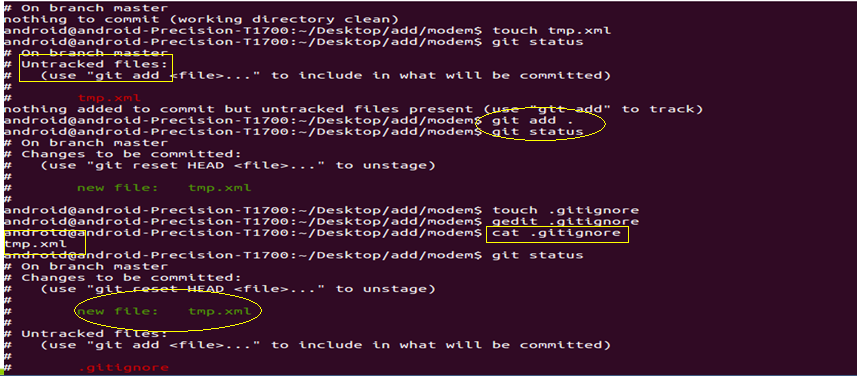 # On branch master
nothing to commit (working directory clean)
android@android-Precision-T1700:~/Desktop/add/modem$ touch tmp.xml
android@android-Precision-T1700:~/Desktop/add/modem$ git status
# On branch master
# Untracked files:
#   (use "git add <file>..." to include in what will be committed)
#
#       tmp.xml
nothing added to commit but untracked files present (use "git add" to track)
android@android-Precision-T1700:~/Desktop/add/modem$ git add .
android@android-Precision-T1700:~/Desktop/add/modem$ git status
# On branch master
# Changes to be committed:
#   (use "git reset HEAD <file>..." to unstage)
#
#       new file:   tmp.xml
#
android@android-Precision-T1700:~/Desktop/add/modem$ touch .gitignore
android@android-Precision-T1700:~/Desktop/add/modem$ gedit .gitignore
android@android-Precision-T1700:~/Desktop/add/modem$ cat .gitignore
tmp.xml
android@android-Precision-T1700:~/Desktop/add/modem$ git status
# On branch master
# Changes to be committed:
#   (use "git reset HEAD <file>..." to unstage)
#
#       new file:   tmp.xml
#
# Untracked files:
#   (use "git add <file>..." to include in what will be committed)
#
#       .gitignore